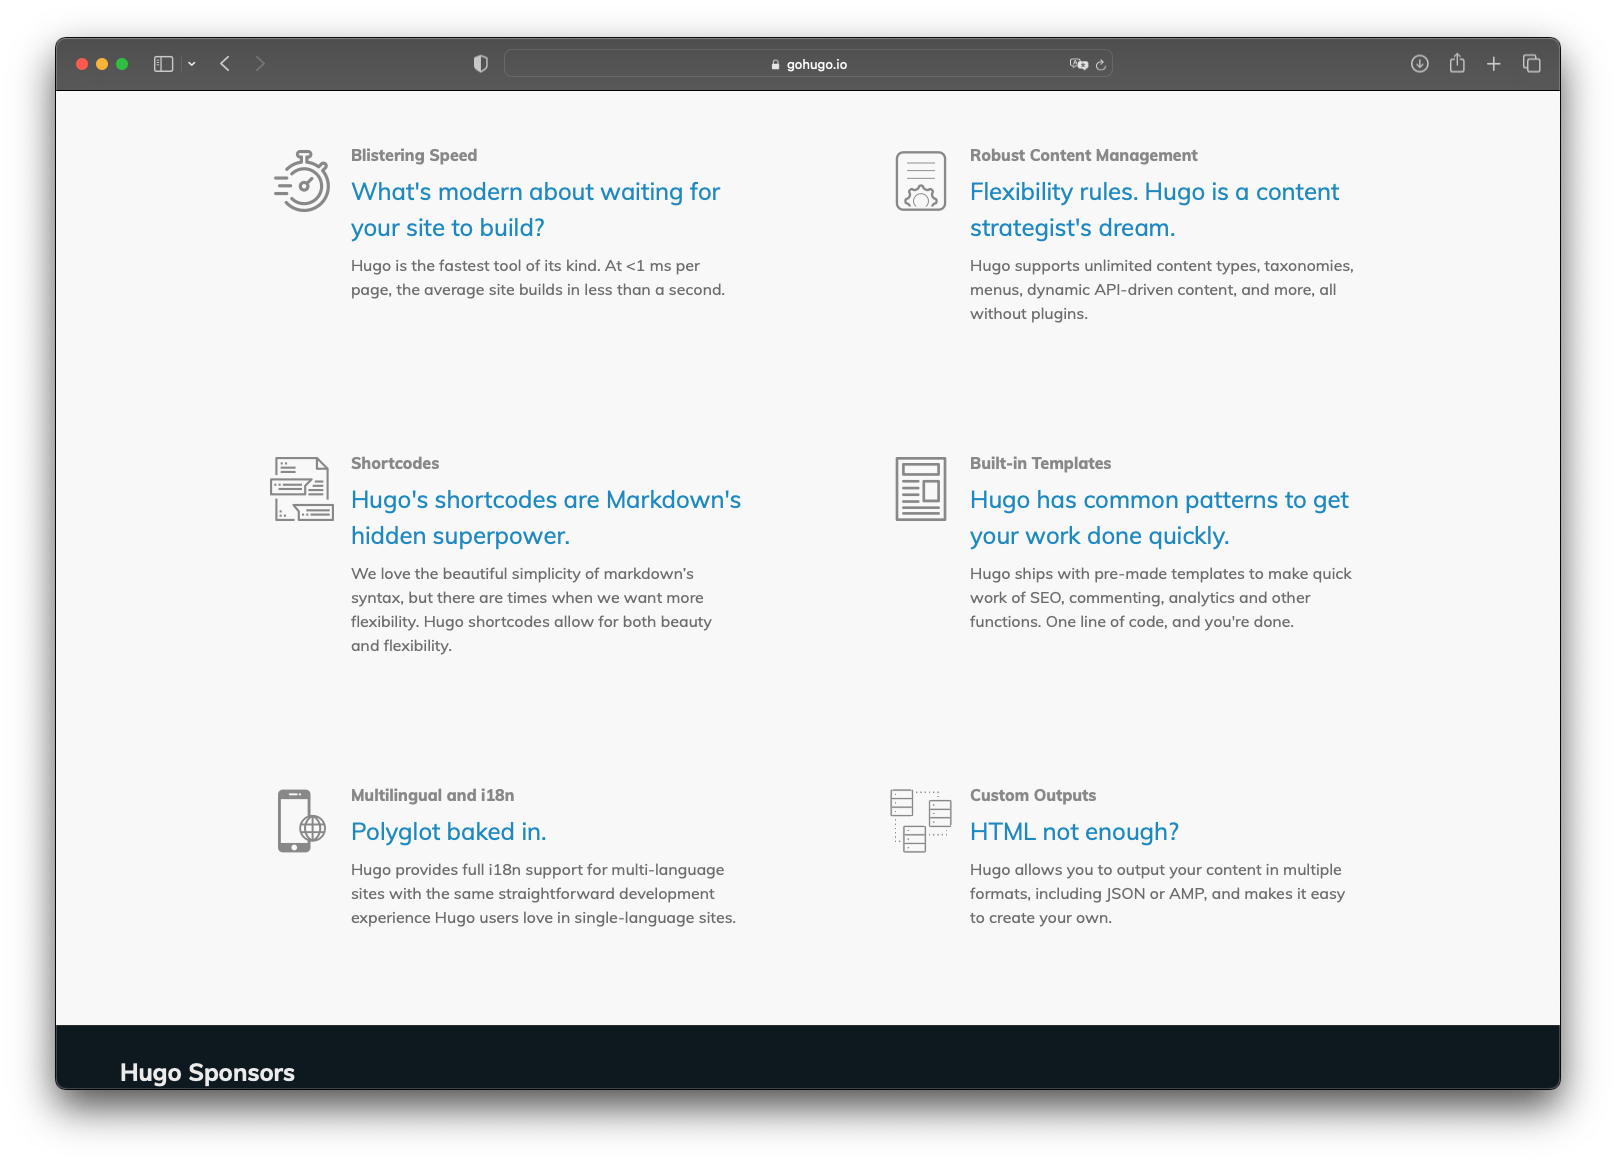 gohugo.io
Blistering Speed
What's modern about waiting for
your site to build?
Hugo is the fastest tool of its kind. At <1 ms per
page, the average site builds in less than a second.
Robust Content Management
Flexibility rules. Hugo is a content
strategist's dream.
Hugo supports unlimited content types, taxonomies,
menus, dynamic API-driven content, and more, all
without plugins.
Shortcodes
Hugo's shortcodes are Markdown's
hidden superpower.
We love the beautiful simplicity of markdown's
syntax, but there are times when we want more
flexibility. Hugo shortcodes allow for both beauty
and flexibility.
Built-in Templates
Hugo has common patterns to get
your work done quickly.
Hugo ships with pre-made templates to make quick
work of SEO, commenting, analytics and other
functions. One line of code, and you're done.
Multilingual and i18n
Polyglot baked in.
Hugo provides full i18n support for multi-language
sites with the same straightforward development
experience Hugo users love in single-language sites.
Custom Outputs
HTML not enough?
Hugo allows you to output your content in multiple
formats, including JSON or AMP, and makes it easy
to create your own.
Hugo Sponsors